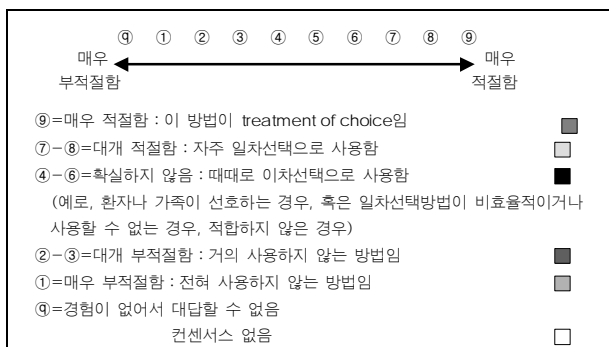 ⓠ ① ② ③ ④ ⑤ ⑥ ⑦ ⑧ ⑨
매우 매우
부적절함 적절함
⑨=매우 적절함 : 이 방법이 treatment of choice임
⑦-⑧=대개 적절함 : 자주 일차선택으로 사용함
④-⑥=확실하지 않음 : 때때로 이차선택으로 사용함
(예로, 환자나 가족이 선호하는 경우, 혹은 일차선택방법이 비효율적이거나
사용할 수 없는 경우, 적합하지 않은 경우)
②-③=대개 부적절함 : 거의 사용하지 않는 방법임
①=매우 부적절함 : 전혀 사용하지 않는 방법임
ⓠ=경험이 없어서 대답할 수 없음
컨센서스 없음